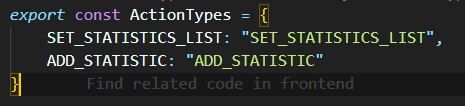 export const ActionTypes = {
    SET_STATISTICS_LIST: "SET_STATISTICS_LIST",
    ADD_STATISTIC: "ADD_STATISTIC"
} Find related code in frontend